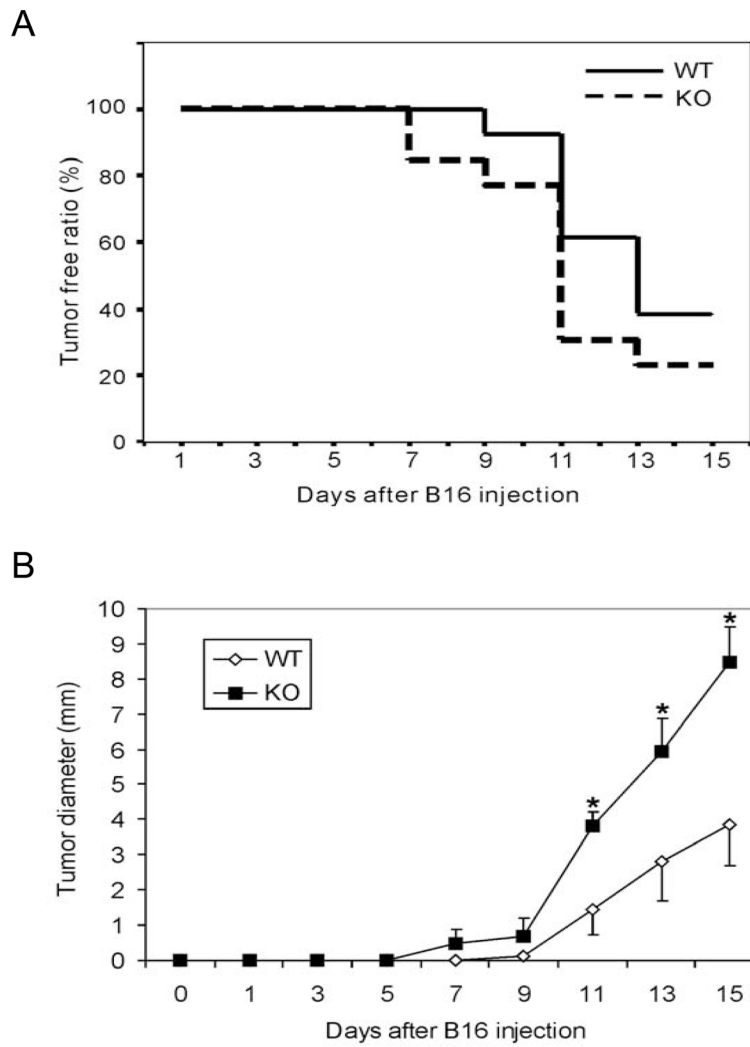 A
WT
KO
Tumor free ratio (%)
100
80
60
40
20
0
1 3 5 7 9 11 13 15
Days after B16 injection
B
WT
KO
Tumor diameter (mm)
10
9
8
7
6
5
4
3
2
1
0
* * *
0 1 3 5 7 9 11 13 15
Days after B16 injection